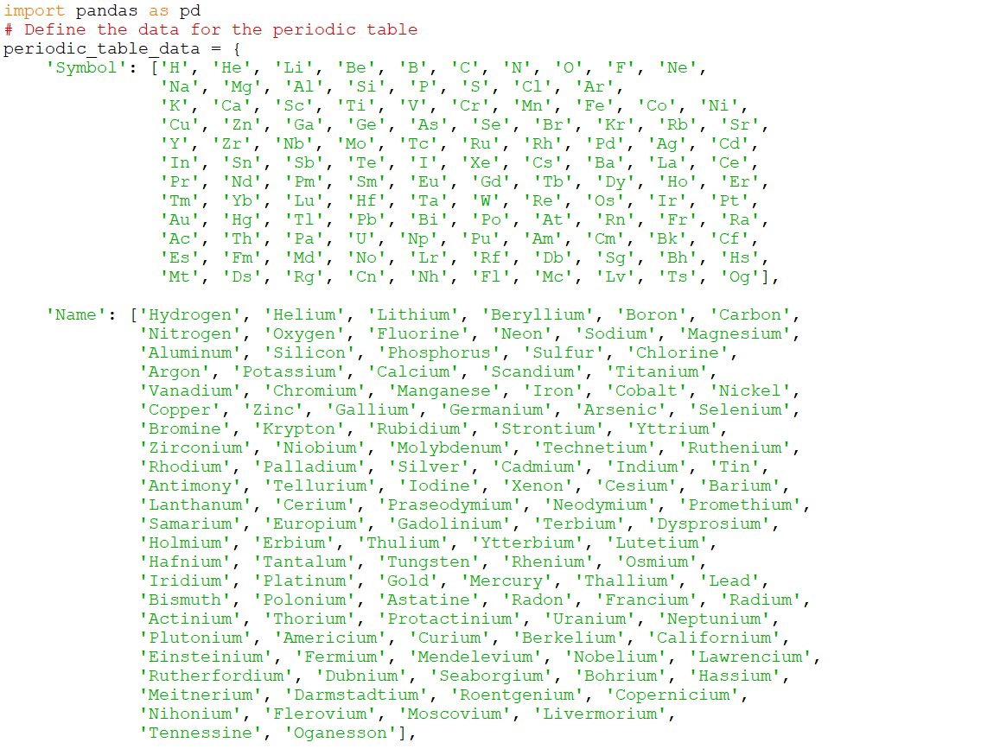 import pandas as pd
# Define the data for the periodic table
periodic_table_data = {
    'Symbol': ['H', 'He', 'Li', 'Be', 'B', 'C', 'N', 'O', 'F', 'Ne',
               'Na', 'Mg', 'Al', 'Si', 'P', 'S', 'Cl', 'Ar',
               'K', 'Ca', 'Sc', 'Ti', 'V', 'Cr', 'Mn', 'Fe', 'Co', 'Ni',
               'Cu', 'Zn', 'Ga', 'Ge', 'As', 'Se', 'Br', 'Kr', 'Rb', 'Sr',
               'Y', 'Zr', 'Nb', 'Mo', 'Tc', 'Ru', 'Rh', 'Pd', 'Ag', 'Cd',
               'In', 'Sn', 'Sb', 'Te', 'I', 'Xe', 'Cs', 'Ba', 'La', 'Ce',
               'Pr', 'Nd', 'Pm', 'Sm', 'Eu', 'Gd', 'Tb', 'Dy', 'Ho', 'Er',
               'Tm', 'Yb', 'Lu', 'Hf', 'Ta', 'W', 'Re', 'Os', 'Ir', 'Pt',
               'Au', 'Hg', 'Tl', 'Pb', 'Bi', 'Po', 'At', 'Rn', 'Fr', 'Ra',
               'Ac', 'Th', 'Pa', 'U', 'Np', 'Pu', 'Am', 'Cm', 'Bk', 'Cf',
               'Es', 'Fm', 'Md', 'No', 'Lr', 'Rf', 'Db', 'Sg', 'Bh', 'Hs',
               'Mt', 'Ds', 'Rg', 'Cn', 'Nh', 'Fl', 'Mc', 'Lv', 'Ts', 'Og'],
    'Name': ['Hydrogen', 'Helium', 'Lithium', 'Beryllium', 'Boron', 'Carbon',
             'Nitrogen', 'Oxygen', 'Fluorine', 'Neon', 'Sodium', 'Magnesium',
             'Aluminum', 'Silicon', 'Phosphorus', 'Sulfur', 'Chlorine',
             'Argon', 'Potassium', 'Calcium', 'Scandium', 'Titanium',
             'Vanadium', 'Chromium', 'Manganese', 'Iron', 'Cobalt', 'Nickel',
             'Copper', 'Zinc', 'Gallium', 'Germanium', 'Arsenic', 'Selenium',
             'Bromine', 'Krypton', 'Rubidium', 'Strontium', 'Yttrium',
             'Zirconium', 'Niobium', 'Molybdenum', 'Technetium', 'Ruthenium',
             'Rhodium', 'Palladium', 'Silver', 'Cadmium', 'Indium', 'Tin',
             'Antimony', 'Tellurium', 'Iodine', 'Xenon', 'Cesium', 'Barium',
             'Lanthanum', 'Cerium', 'Praseodymium', 'Neodymium', 'Promethium',
             'Samarium', 'Europium', 'Gadolinium', 'Terbium', 'Dysprosium',
             'Holmium', 'Erbium', 'Thulium', 'Ytterbium', 'Lutetium',
             'Hafnium', 'Tantalum', 'Tungsten', 'Rhenium', 'Osmium',
             'Iridium', 'Platinum', 'Gold', 'Mercury', 'Thallium', 'Lead',
             'Bismuth', 'Polonium', 'Astatine', 'Radon', 'Francium', 'Radium',
             'Actinium', 'Thorium', 'Protactinium', 'Uranium', 'Neptunium',
             'Plutonium', 'Americium', 'Curium', 'Berkelium', 'Californium',
             'Einsteinium', 'Fermium', 'Mendelevium', 'Nobelium', 'Lawrencium',
             'Rutherfordium', 'Dubnium', 'Seaborgium', 'Bohrium', 'Hassium',
             'Meitnerium', 'Darmstadtium', 'Roentgenium', 'Copernicium',
             'Nihonium', 'Flerovium', 'Moscovium', 'Livermorium',
             'Tennessine', 'Oganesson'],